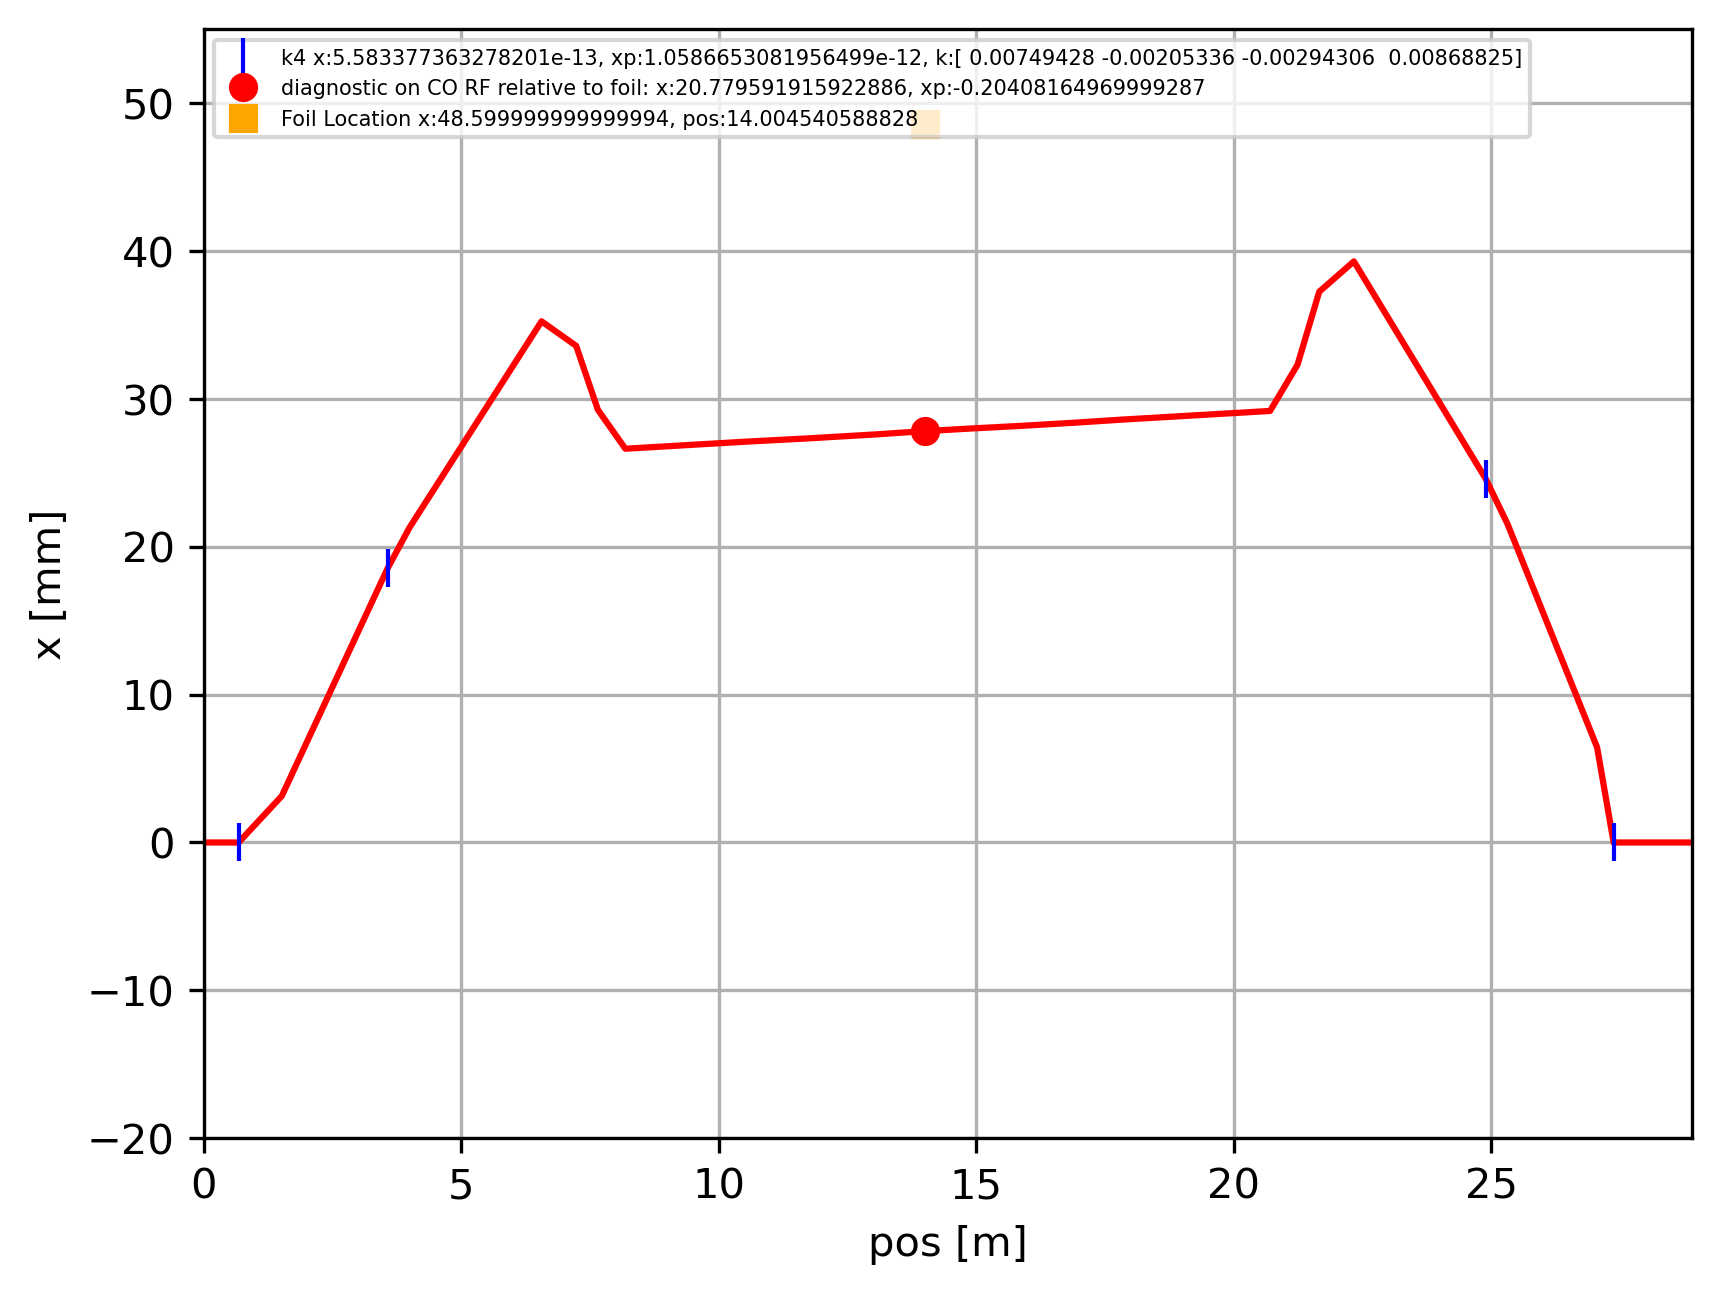 k4 x:5.583377363278201e-13, xp:1.0586653081956499e-12, k:[ 0.00749428 -0.00205336 -0.00294306  0.00868825]
diagnostic on CO RF relative to foil: x:20.779591915922886, xp:-0.20408164969999287
Foil Location x:48.599999999999994, pos:14.004540588828
50
40
30
20
10
0
−10
−20
x [mm]
0 5 10 15 20 25
pos [m]